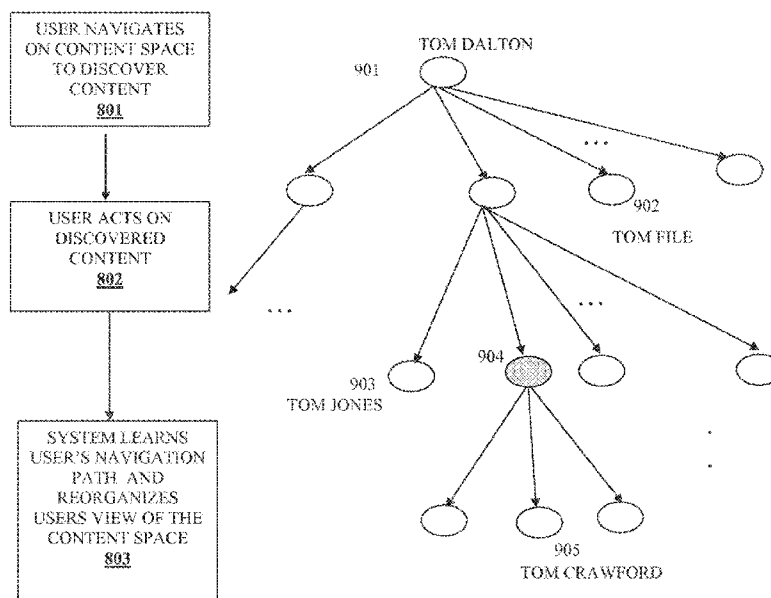 USER NAVIGATES
ON CONTENT SPACE
TO DISCOVER
CONTENT
801
USER ACTS ON
DISCOVERED
CONTENT
802
SYSTEM LEARNS
USER'S NAVIGATION
PATH AND
REORGANIZES
USERS VIEW OF THE
CONTENT SPACE
803
TOM DALTON
901
...
902
TOM FILE
...
...
904
903
TOM JONES
905
TOM CRAWFORD